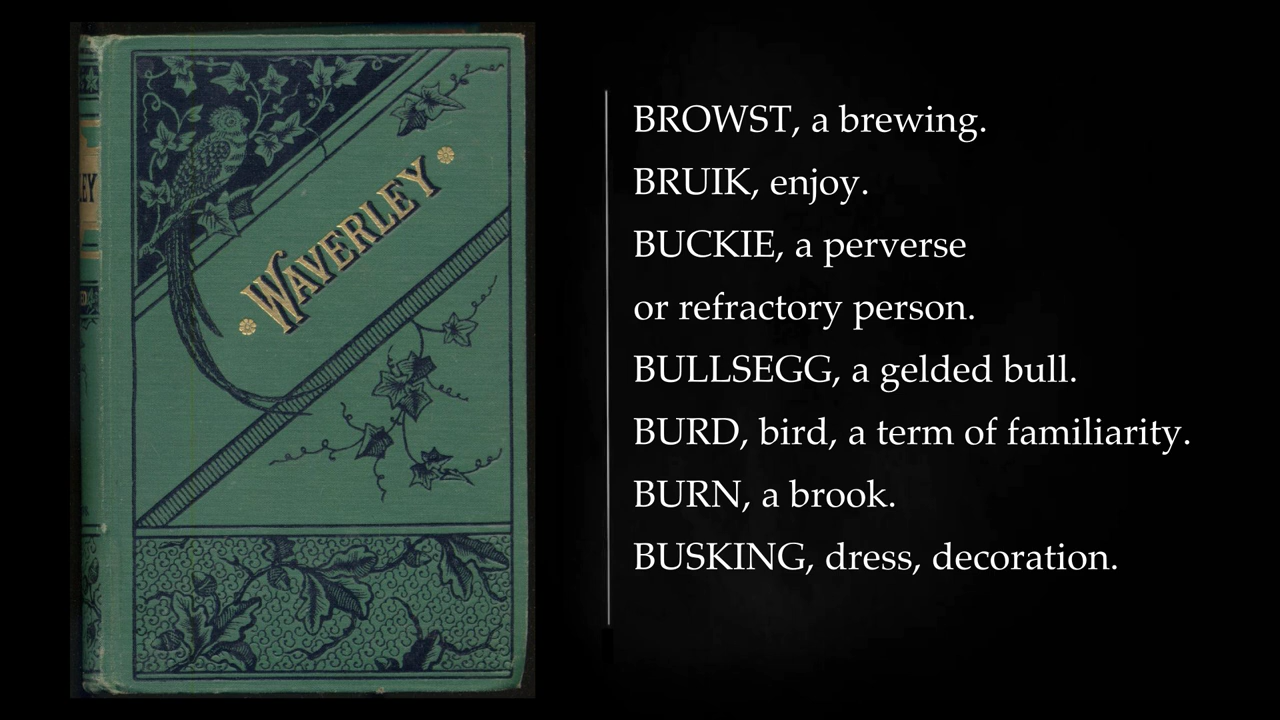 WAVERLEY
EY
BROWST, a brewing.
BRUIK, enjoy.
BUCKIE, a perverse
or refractory person.
BULLSEGG, a gelded bull.
BURD, bird, a term of familiarity.
BURN, a brook.
BUSKING, dress, decoration.